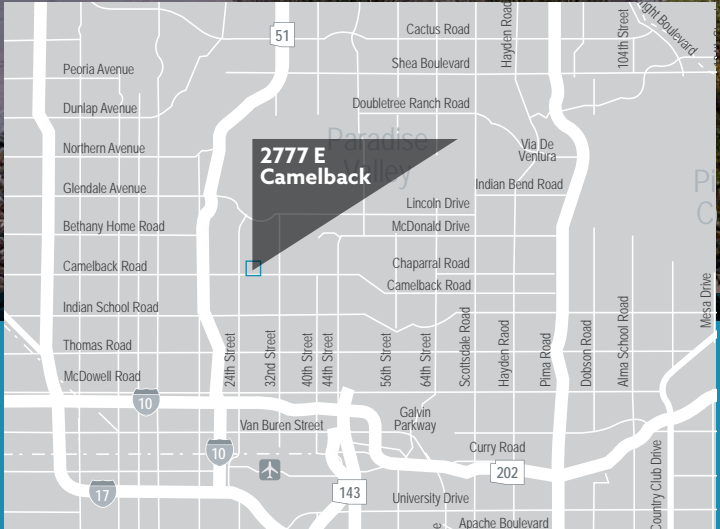 51
Cactus Road
Hayden Road
104th Street
Shea Boulevard
Peoria Avenue
Doubletree Ranch Road
Dunlap Avenue
Paradise
Valley
Northern Avenue
2777 E
Camelback
Via De
Ventura
Glendale Avenue
Indian Bend Road
Lincoln Drive
Bethany Home Road
McDonald Drive
Camelback Road
Chaparral Road
Camelback Road
Indian School Road
Thomas Road
McDowell Road
24th Street
32nd Street
40th Street
44th Street
56th Street
64th Street
Scottsdale Road
Hayden Raod
Pima Road
Dobson Road
Alma School Road
Mesa Drive
10
Van Buren Street
Galvin
Parkway
10
Curry Road
202
17
143
University Drive
Apache Boulevard
ountry Club Drive